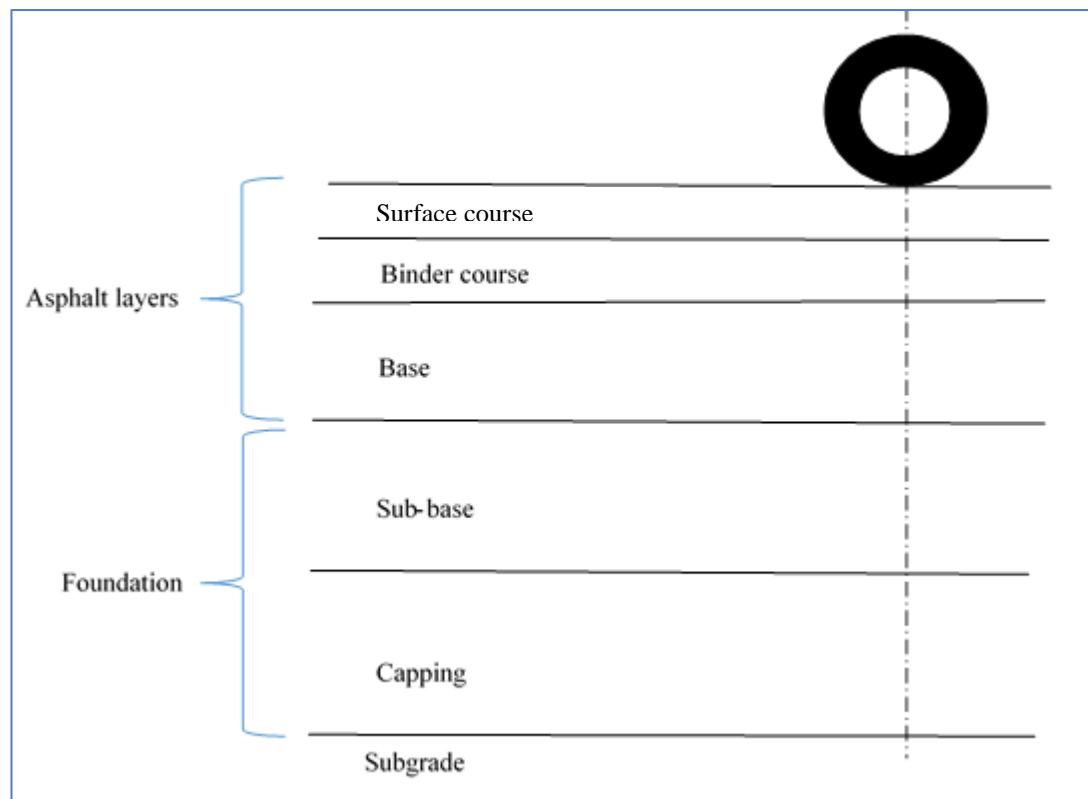 Surface course
Binder course
Asphalt layers
Base
Sub-base
Foundation
Capping
Subgrade